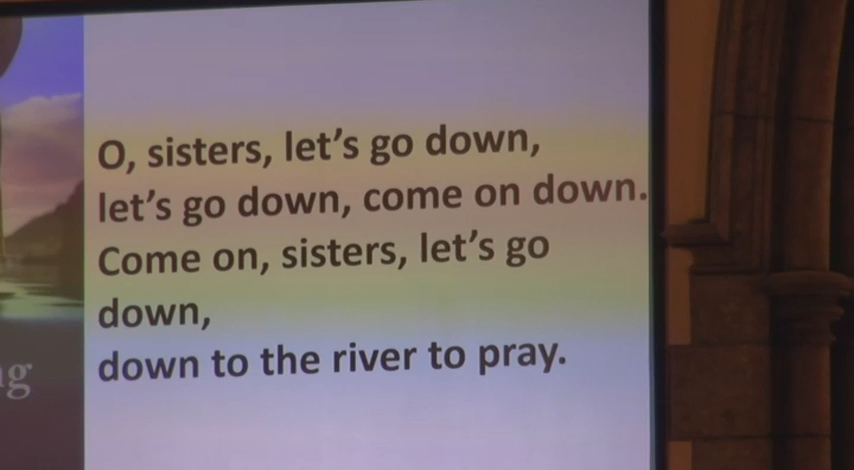 O, sisters, let's go down,
let's go down, come on down.
Come on, sisters, let's go
down,
down to the river to pray.